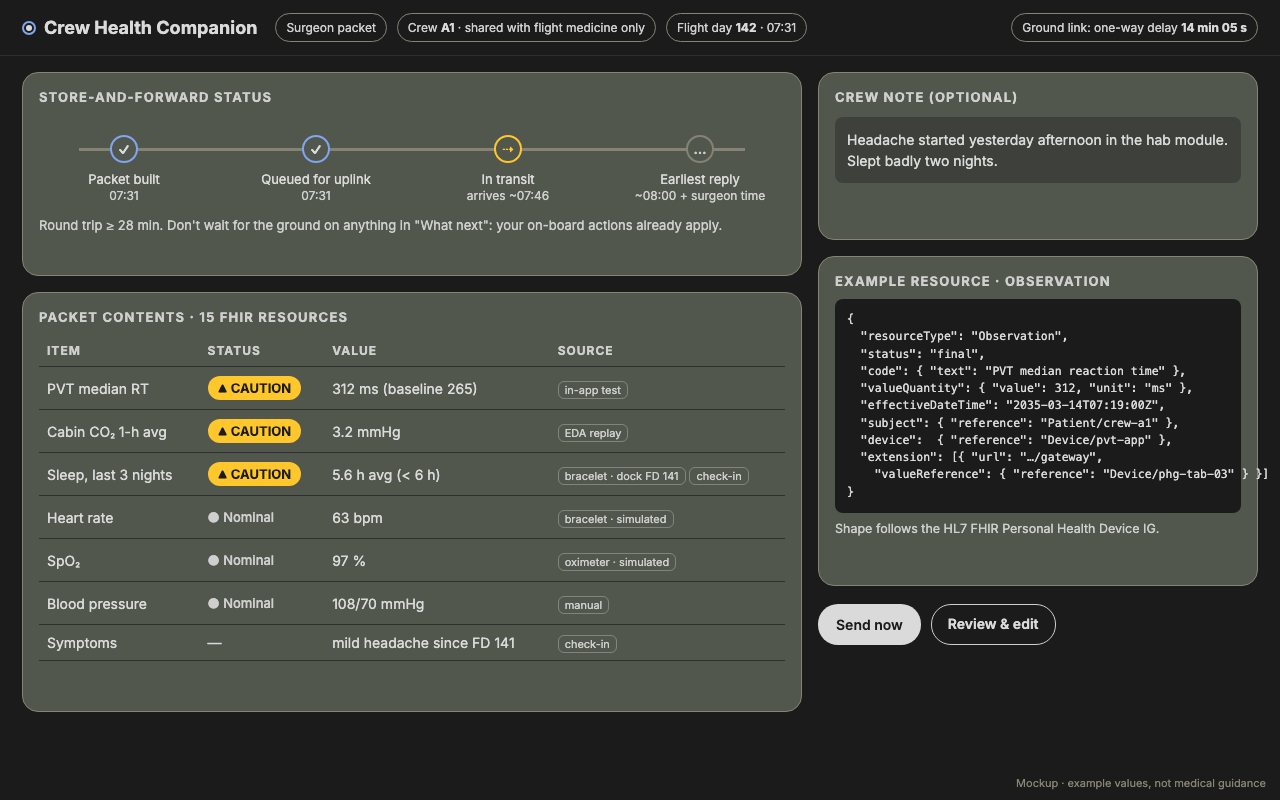 Crew Health Companion
Surgeon packet
Crew A1 · shared with flight medicine only
Flight day 142 · 07:31
Ground link: one-way delay 14 min 05 s
STORE-AND-FORWARD STATUS
Packet built
07:31
Queued for uplink
07:31
In transit
arrives ~07:46
...
Earliest reply
~08:00 + surgeon time
Round trip ≥ 28 min. Don't wait for the ground on anything in "What next": your on-board actions already apply.
PACKET CONTENTS · 15 FHIR RESOURCES
ITEM STATUS VALUE SOURCE
PVT median RT ▲ CAUTION 312 ms (baseline 265) in-app test
Cabin CO₂ 1-h avg ▲ CAUTION 3.2 mmHg EDA replay
Sleep, last 3 nights ▲ CAUTION 5.6 h avg (< 6 h) bracelet · dock FD 141 check-in
Heart rate Nominal 63 bpm bracelet · simulated
SpO₂ Nominal 97 % oximeter · simulated
Blood pressure Nominal 108/70 mmHg manual
Symptoms — mild headache since FD 141 check-in
CREW NOTE (OPTIONAL)
Headache started yesterday afternoon in the hab module.
Slept badly two nights.
EXAMPLE RESOURCE · OBSERVATION
{
  "resourceType": "Observation",
  "status": "final",
  "code": { "text": "PVT median reaction time" },
  "valueQuantity": { "value": 312, "unit": "ms" },
  "effectiveDateTime": "2035-03-14T07:19:00Z",
  "subject": { "reference": "Patient/crew-a1" },
  "device":  { "reference": "Device/pvt-app" },
  "extension": [{ "url": "…/gateway",
    "valueReference": { "reference": "Device/phg-tab-03" } }]
}
Shape follows the HL7 FHIR Personal Health Device IG.
Send now
Review & edit
Mockup · example values, not medical guidance